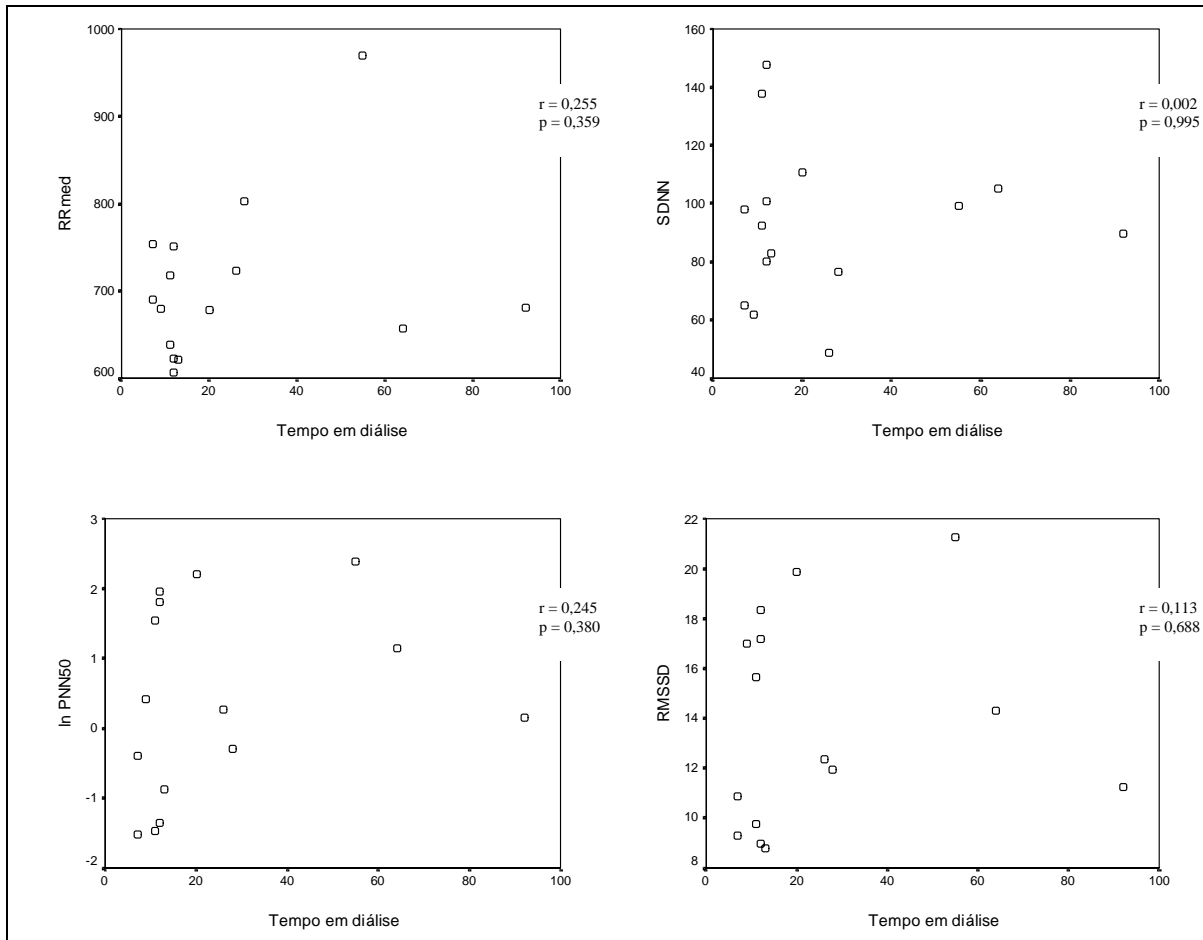 1000
900
800
700
600
RRmed
r = 0,255
p = 0,359
0 20 40 60 80 100
Tempo em diálise
160
140
120
100
80
60
40
SDNN
r = 0,002
p = 0,995
0 20 40 60 80 100
Tempo em diálise
3
2
1
0
-1
-2
ln PNN50
r = 0,245
p = 0,380
0 20 40 60 80 100
Tempo em diálise
22
20
18
16
14
12
10
8
RMSSD
r = 0,113
p = 0,688
0 20 40 60 80 100
Tempo em diálise